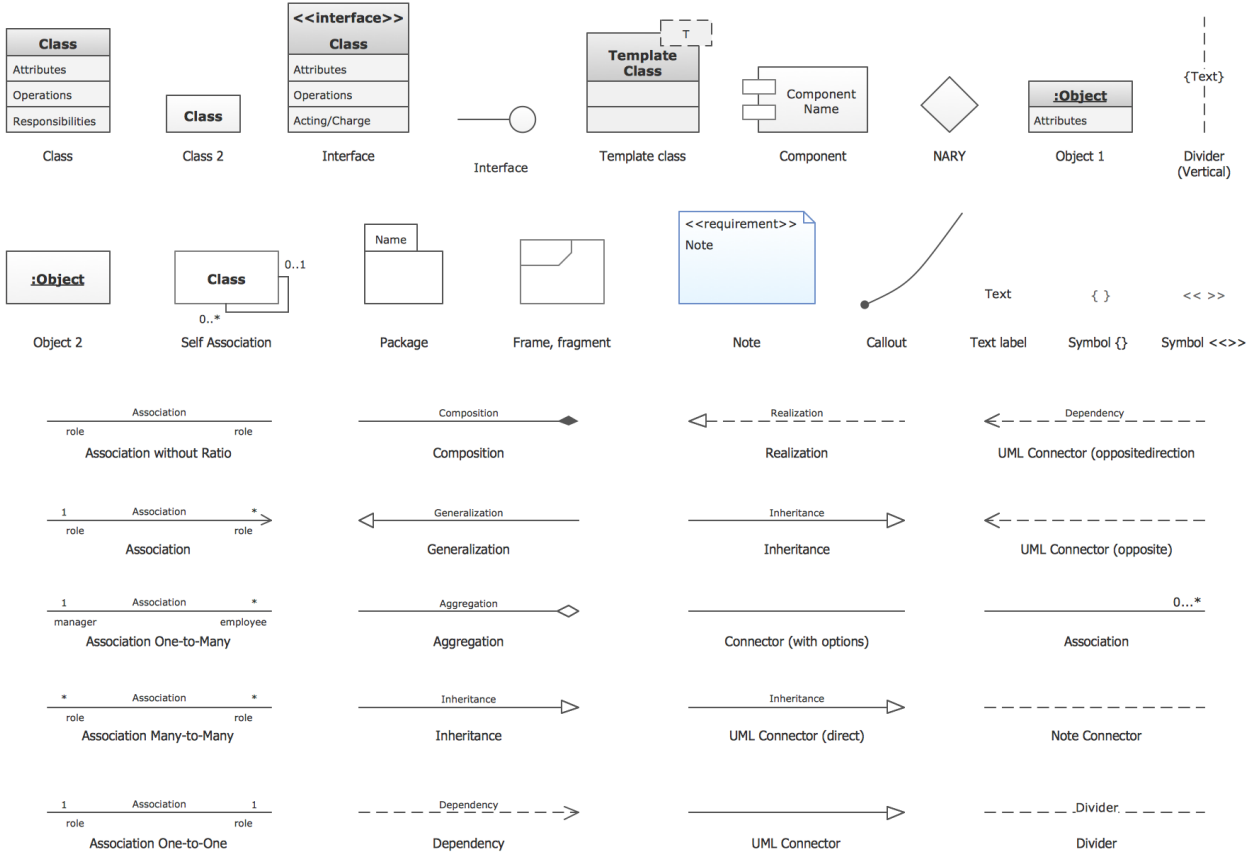 <<interface>>
Class
Attributes
Operations
Responsibilities
Class
Class
Class 2
Class
Attributes
Operations
Acting/Charge
Interface
Interface
T
Template
Class
Template class
Component
Name
Component
NARY
:Object
Attributes
Object 1
{Text}
Divider
(Vertical)
:Object
Object 2
Class
0..1
0..*
Self Association
Name
Package
Frame, fragment
<<requirement>>
Note
Note
Callout
Text
Text label
{ }
Symbol {}
<< >>
Symbol <<>>
Association
role role
Association without Ratio
Composition
Composition
Realization
Realization
Dependency
UML Connector (oppositedirection
1 Association *
role role
Association
Generalization
Generalization
Inheritance
Inheritance
UML Connector (opposite)
1 Association *
manager employee
Association One-to-Many
Aggregation
Aggregation
Connector (with options)
0...*
Association
* Association *
role role
Association Many-to-Many
Inheritance
Inheritance
Inheritance
UML Connector (direct)
Note Connector
1 Association 1
role role
Association One-to-One
Dependency
Dependency
UML Connector
Divider
Divider